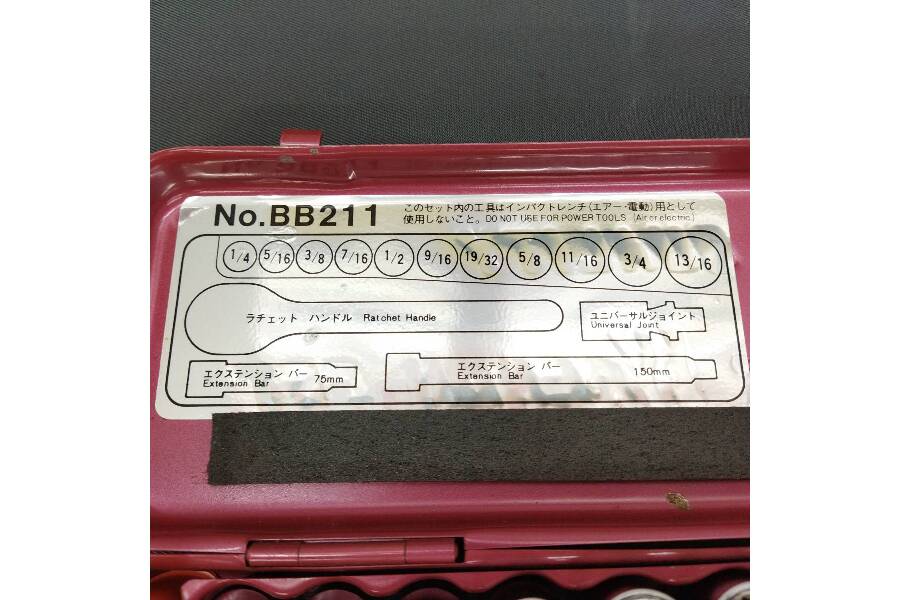 No.BB211
このセット内の工具はインパクトレンチ(エアー・電動)用として
使用しないこと。DO NOT USE FOR POWER TOOLS (Air or electric)
1/4 5/16 3/8 7/16 1/2 9/16 19/32 5/8 11/16 3/4 13/16
ラチェット ハンドル Ratchet Handle
ユニバーサルジョイント
Universal Joint
エクステンション バー
Extension Bar 75mm
エクステンション バー
Extension Bar 150mm